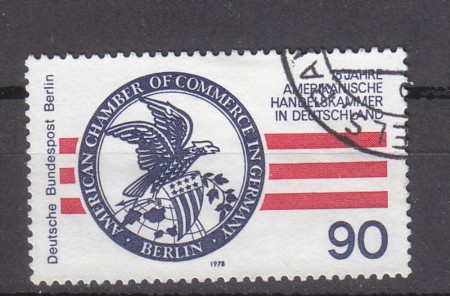 Deutsche Bundespost Berlin
AMERICAN CHAMBER OF COMMERCE IN GERMANY
BERLIN
75 JAHRE
AMERIKANISCHE
HANDELSKAMMER
IN DEUTSCHLAND
90
1978